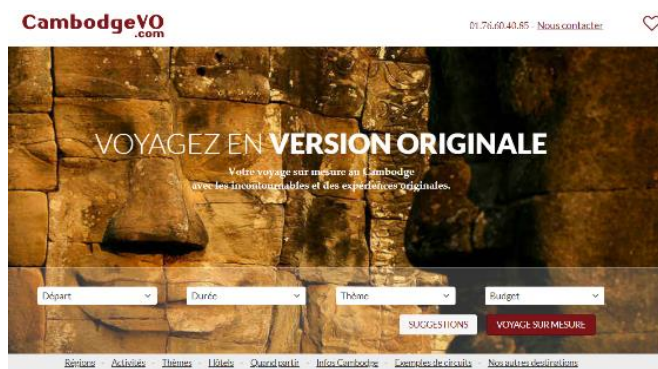 CambodgeVO
.com
01.76.60.40.85 - Nous contacter
VOYAGEZ EN VERSION ORIGINALE
Votre voyage sur mesure au Cambodge
avec les incontournables et des expériences originales.
Départ Durée Thème Budget
SUGGESTIONS VOYAGE SUR MESURE
Régions - Activités - Thèmes - Hôtels - Quand partir - Infos Cambodge - Exemples de circuits - Nos autres destinations